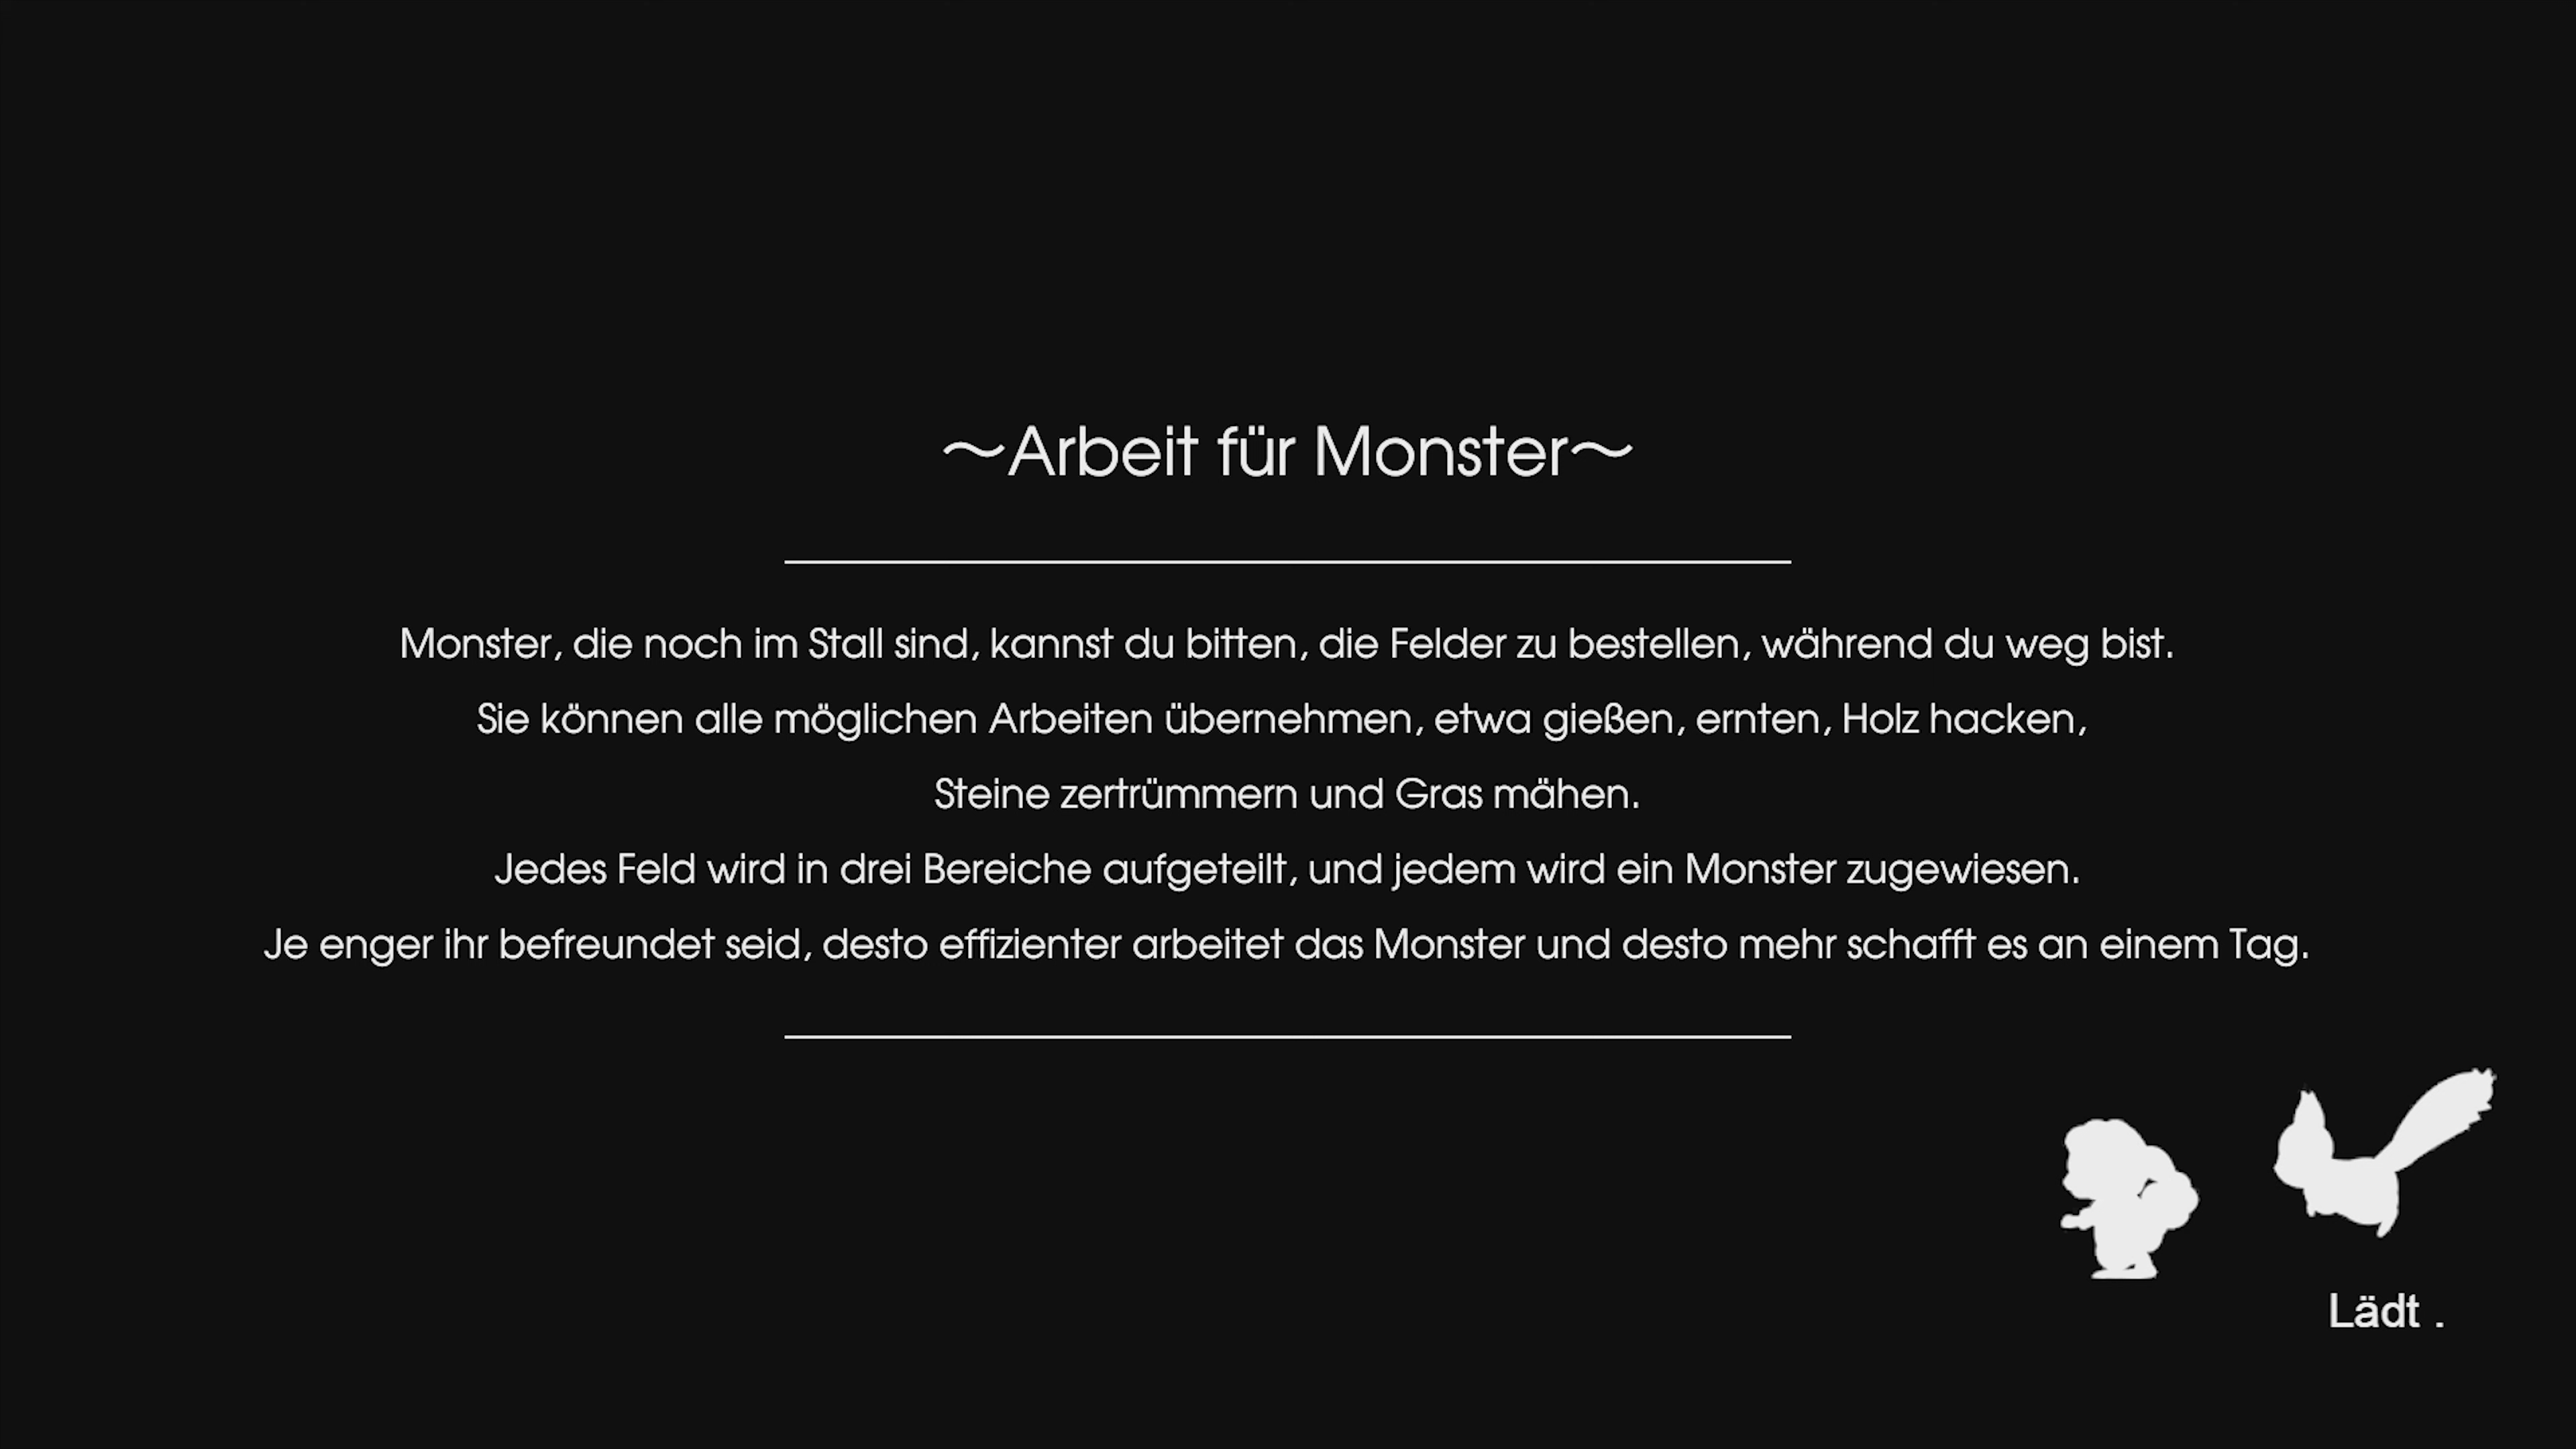 ～Arbeit für Monster～
Monster, die noch im Stall sind, kannst du bitten, die Felder zu bestellen, während du weg bist.
Sie können alle möglichen Arbeiten übernehmen, etwa gießen, ernten, Holz hacken,
Steine zertrümmern und Gras mähen.
Jedes Feld wird in drei Bereiche aufgeteilt, und jedem wird ein Monster zugewiesen.
Je enger ihr befreundet seid, desto effizienter arbeitet das Monster und desto mehr schafft es an einem Tag.
Lädt .